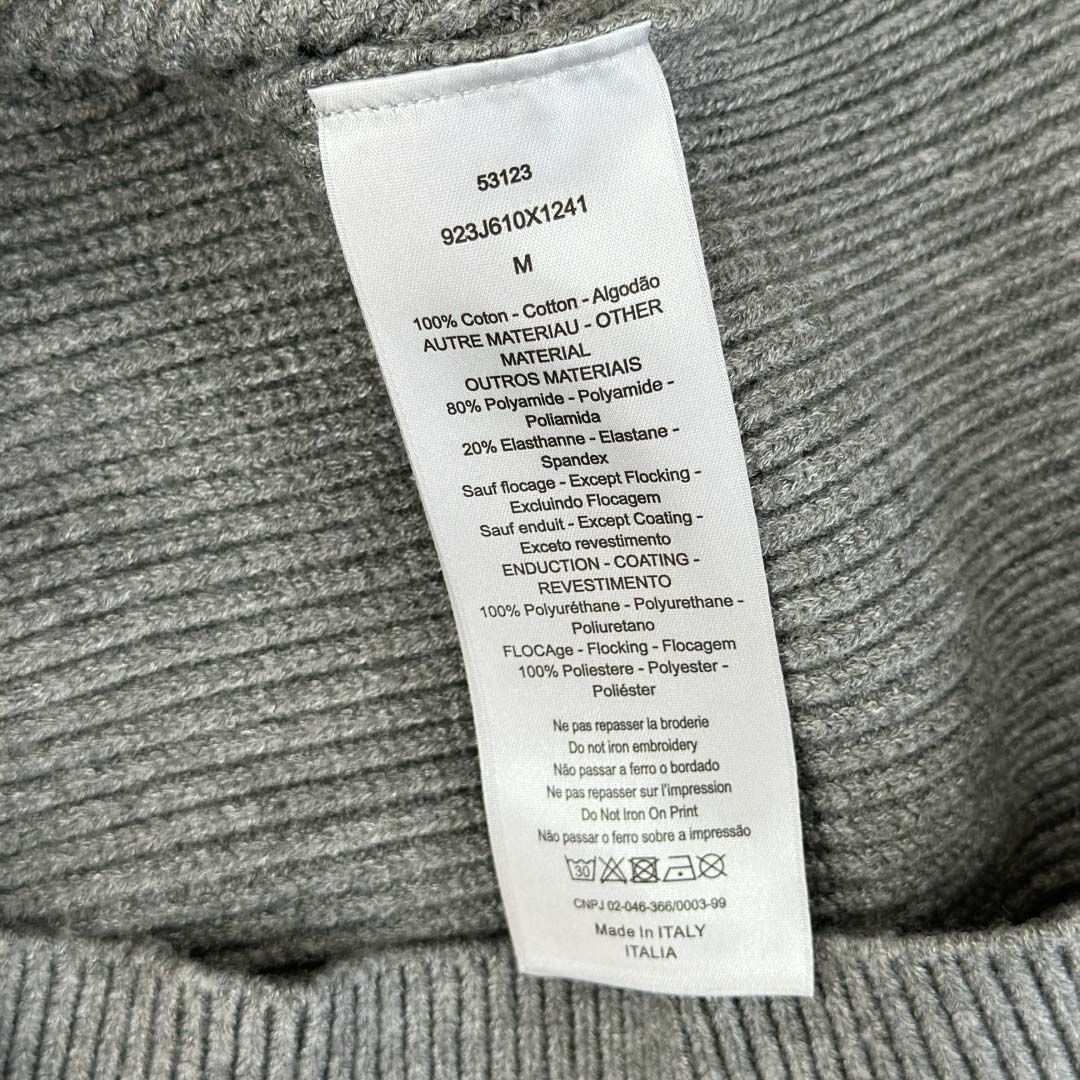 53123
923J610X1241
M
100% Coton - Cotton - Algodão
AUTRE MATERIAU - OTHER
MATERIAL
OUTROS MATERIAIS
80% Polyamide - Polyamide -
Poliamida
20% Elasthanne - Elastane -
Spandex
Sauf flocage - Except Flocking -
Excluindo Flocagem
Sauf enduit - Except Coating -
Exceto revestimento
ENDUCTION - COATING -
REVESTIMENTO
100% Polyuréthane - Polyurethane -
Poliuretano
FLOCAge - Flocking - Flocagem
100% Poliestere - Polyester -
Poliéster
Ne pas repasser la broderie
Do not iron embroidery
Não passar a ferro o bordado
Ne pas repasser sur l'impression
Do Not Iron On Print
Não passar o ferro sobre a impressão
30
CNPJ 02-046-366/0003-99
Made In ITALY
ITALIA